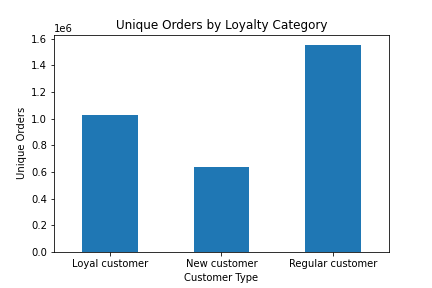 Unique Orders by Loyalty Category
1e6
1.6
1.4
1.2
1.0
0.8
0.6
0.4
0.2
0.0
Unique Orders
Loyal customer New customer Regular customer
Customer Type